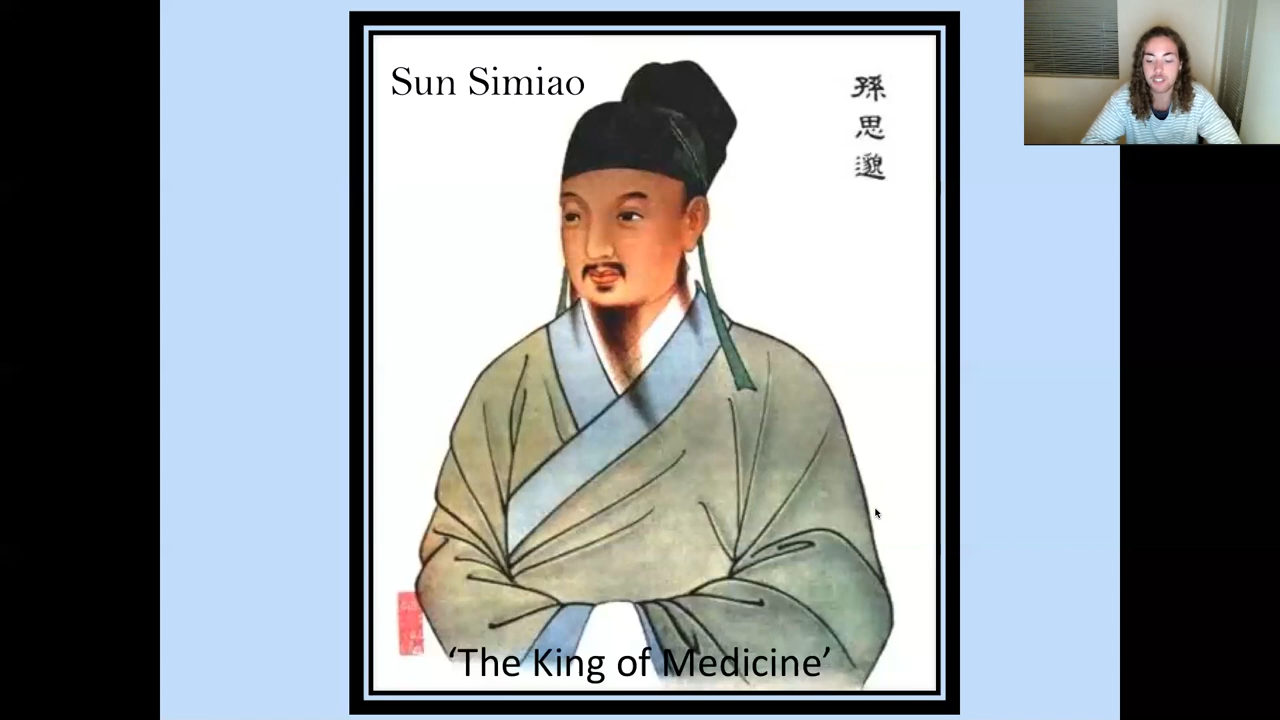 Sun Simiao
孫
思
邈
‘The King of Medicine’